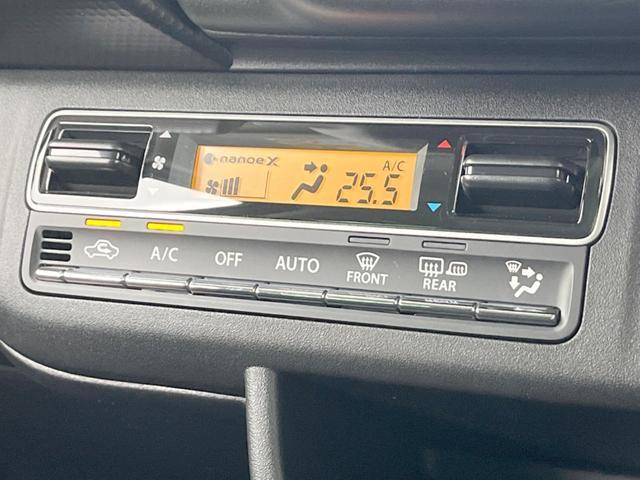 nanoeX
A/C
25.5
A/C
OFF
AUTO
FRONT
REAR